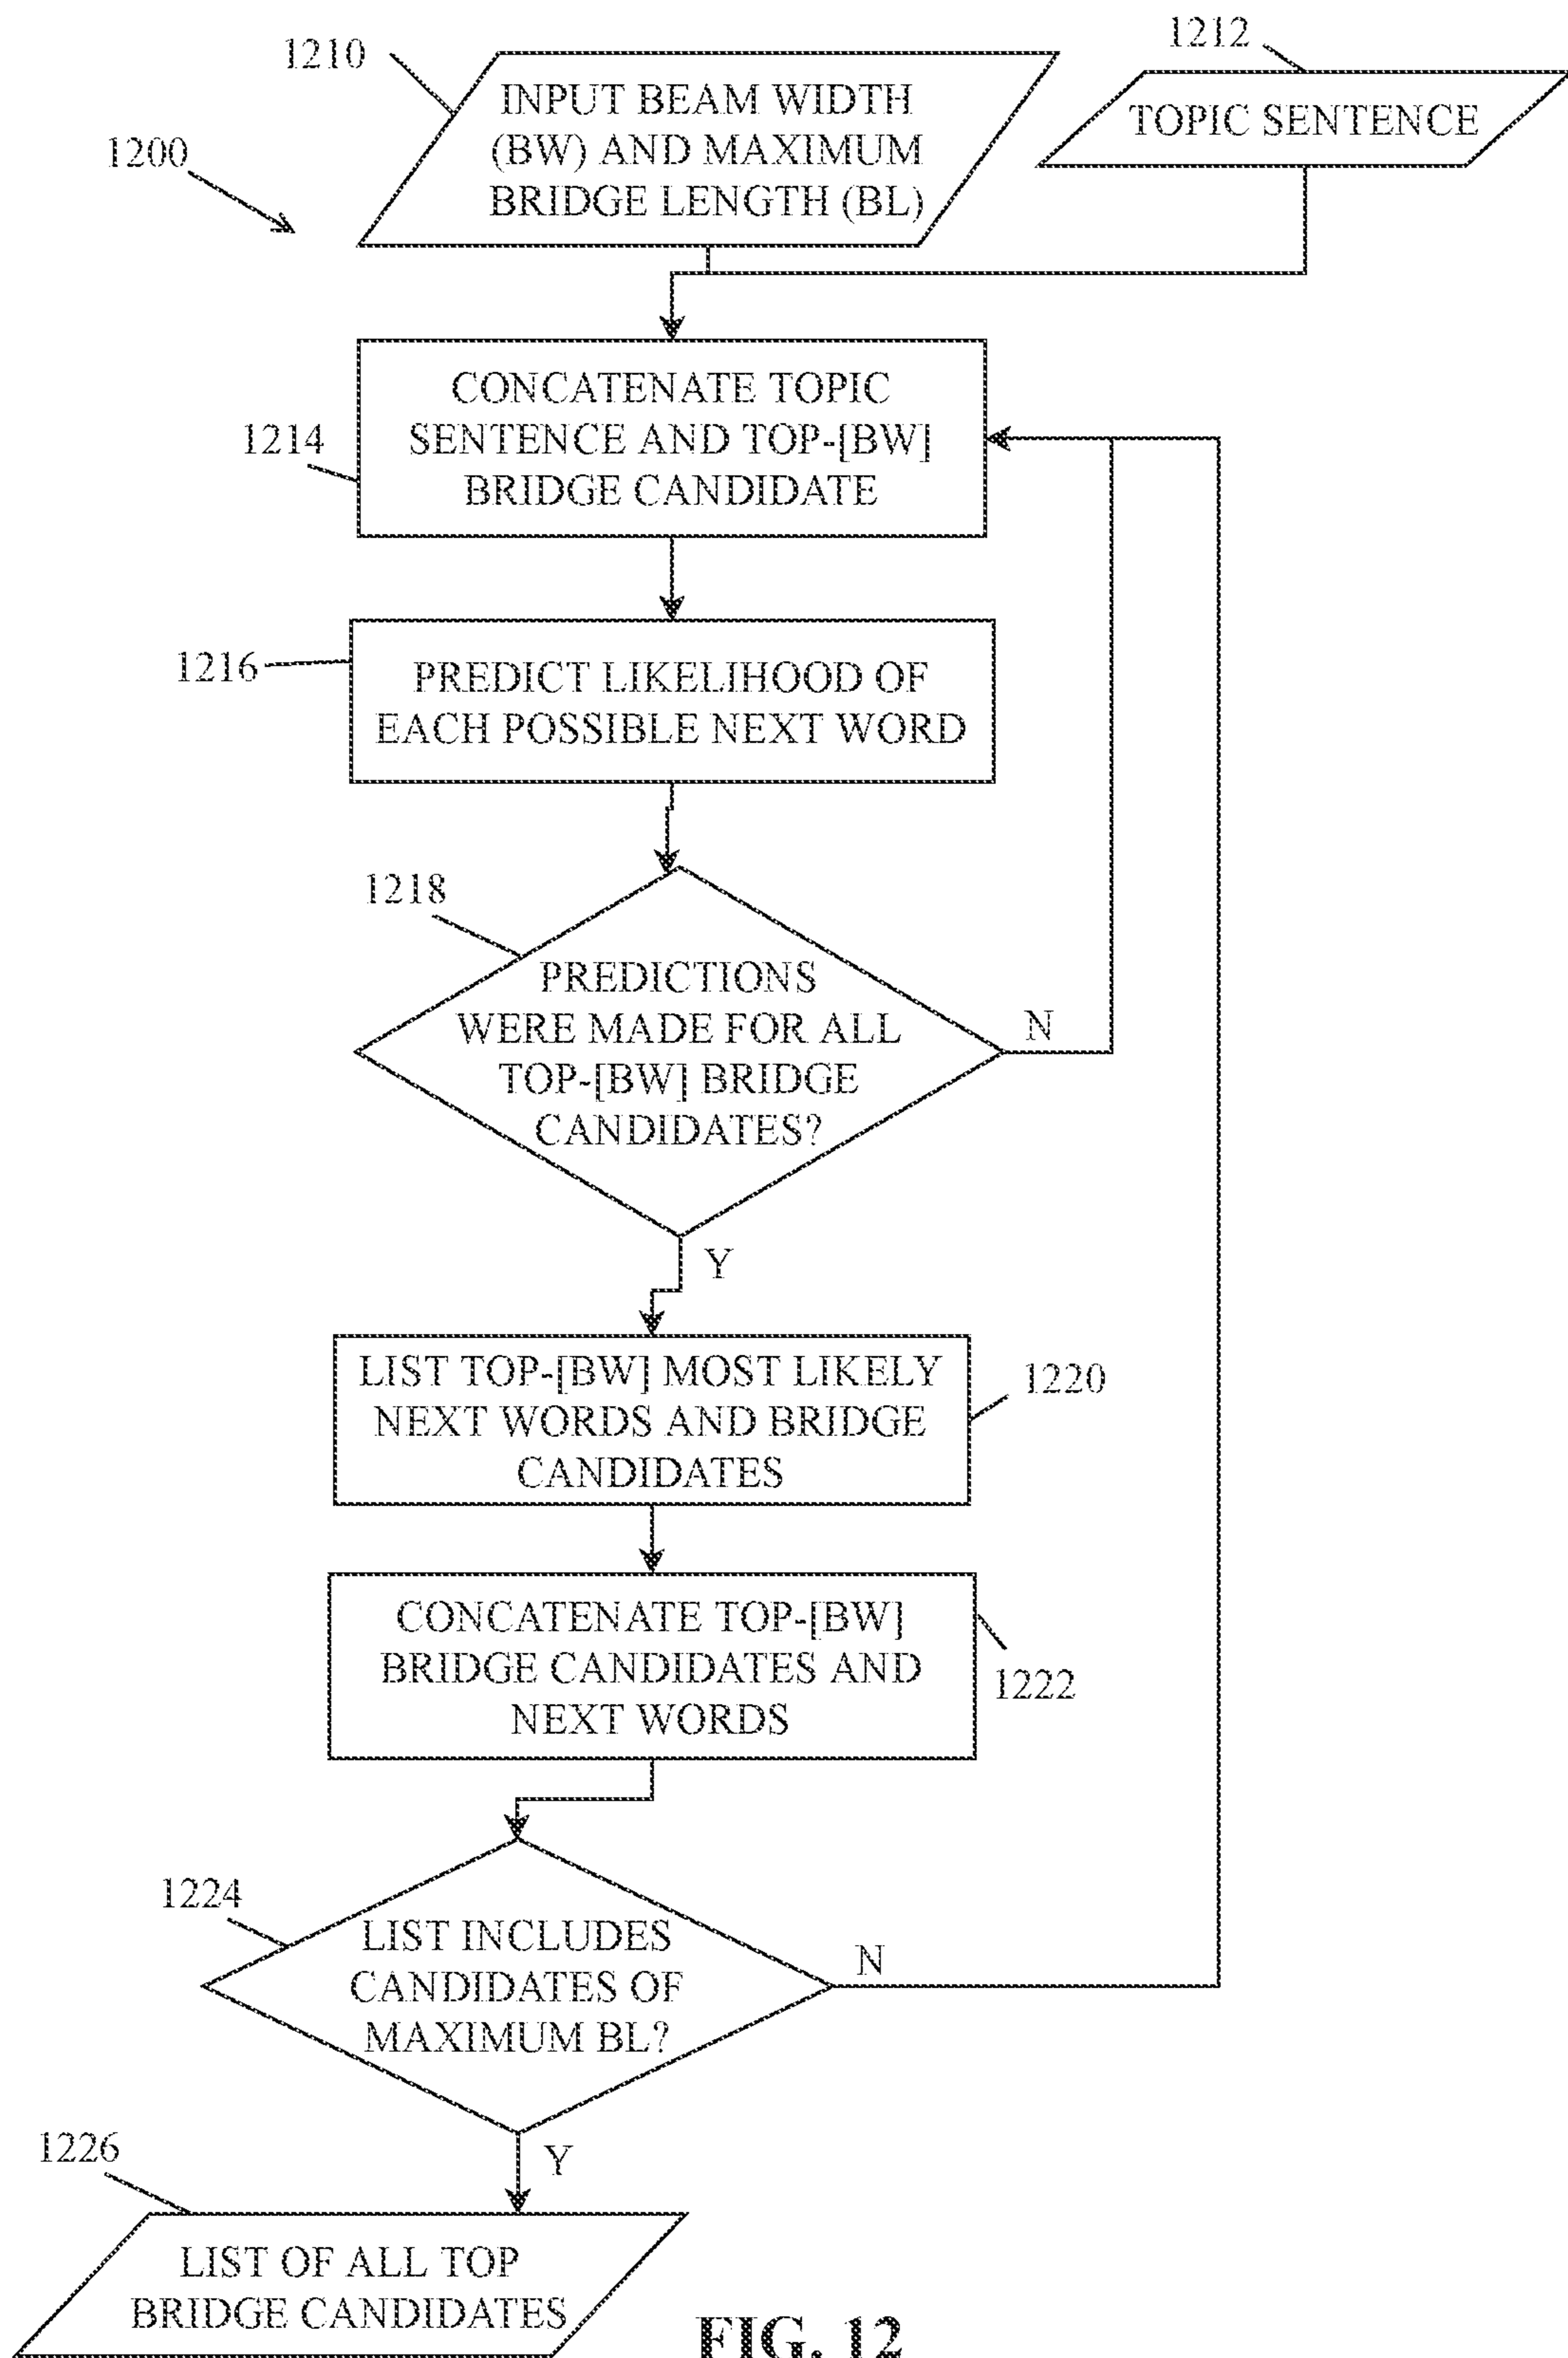 1210
INPUT BEAM WIDTH
(BW) AND MAXIMUM
BRIDGE LENGTH (BL)
1212
TOPIC SENTENCE
1200
CONCATENATE TOPIC
SENTENCE AND TOP-[BW]
BRIDGE CANDIDATE
1214
PREDICT LIKELIHOOD OF
EACH POSSIBLE NEXT WORD
1216
1218
PREDICTIONS
WERE MADE FOR ALL
TOP-[BW] BRIDGE
CANDIDATES?
N
Y
LIST TOP-[BW] MOST LIKELY
NEXT WORDS AND BRIDGE
CANDIDATES
1220
CONCATENATE TOP-[BW]
BRIDGE CANDIDATES AND
NEXT WORDS
1222
1224
LIST INCLUDES
CANDIDATES OF
MAXIMUM BL?
N
Y
1226
LIST OF ALL TOP
BRIDGE CANDIDATES
FIG. 12